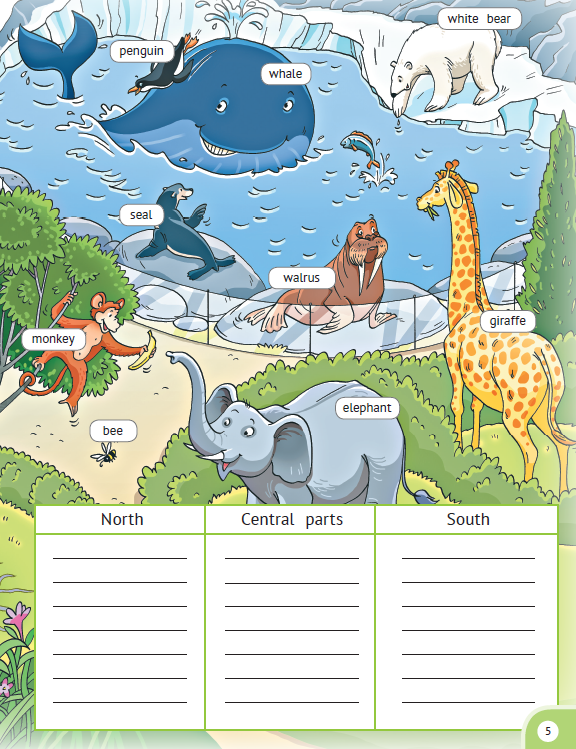 white bear
penguin
whale
seal
walrus
giraffe
monkey
elephant
bee
North Central parts South
5